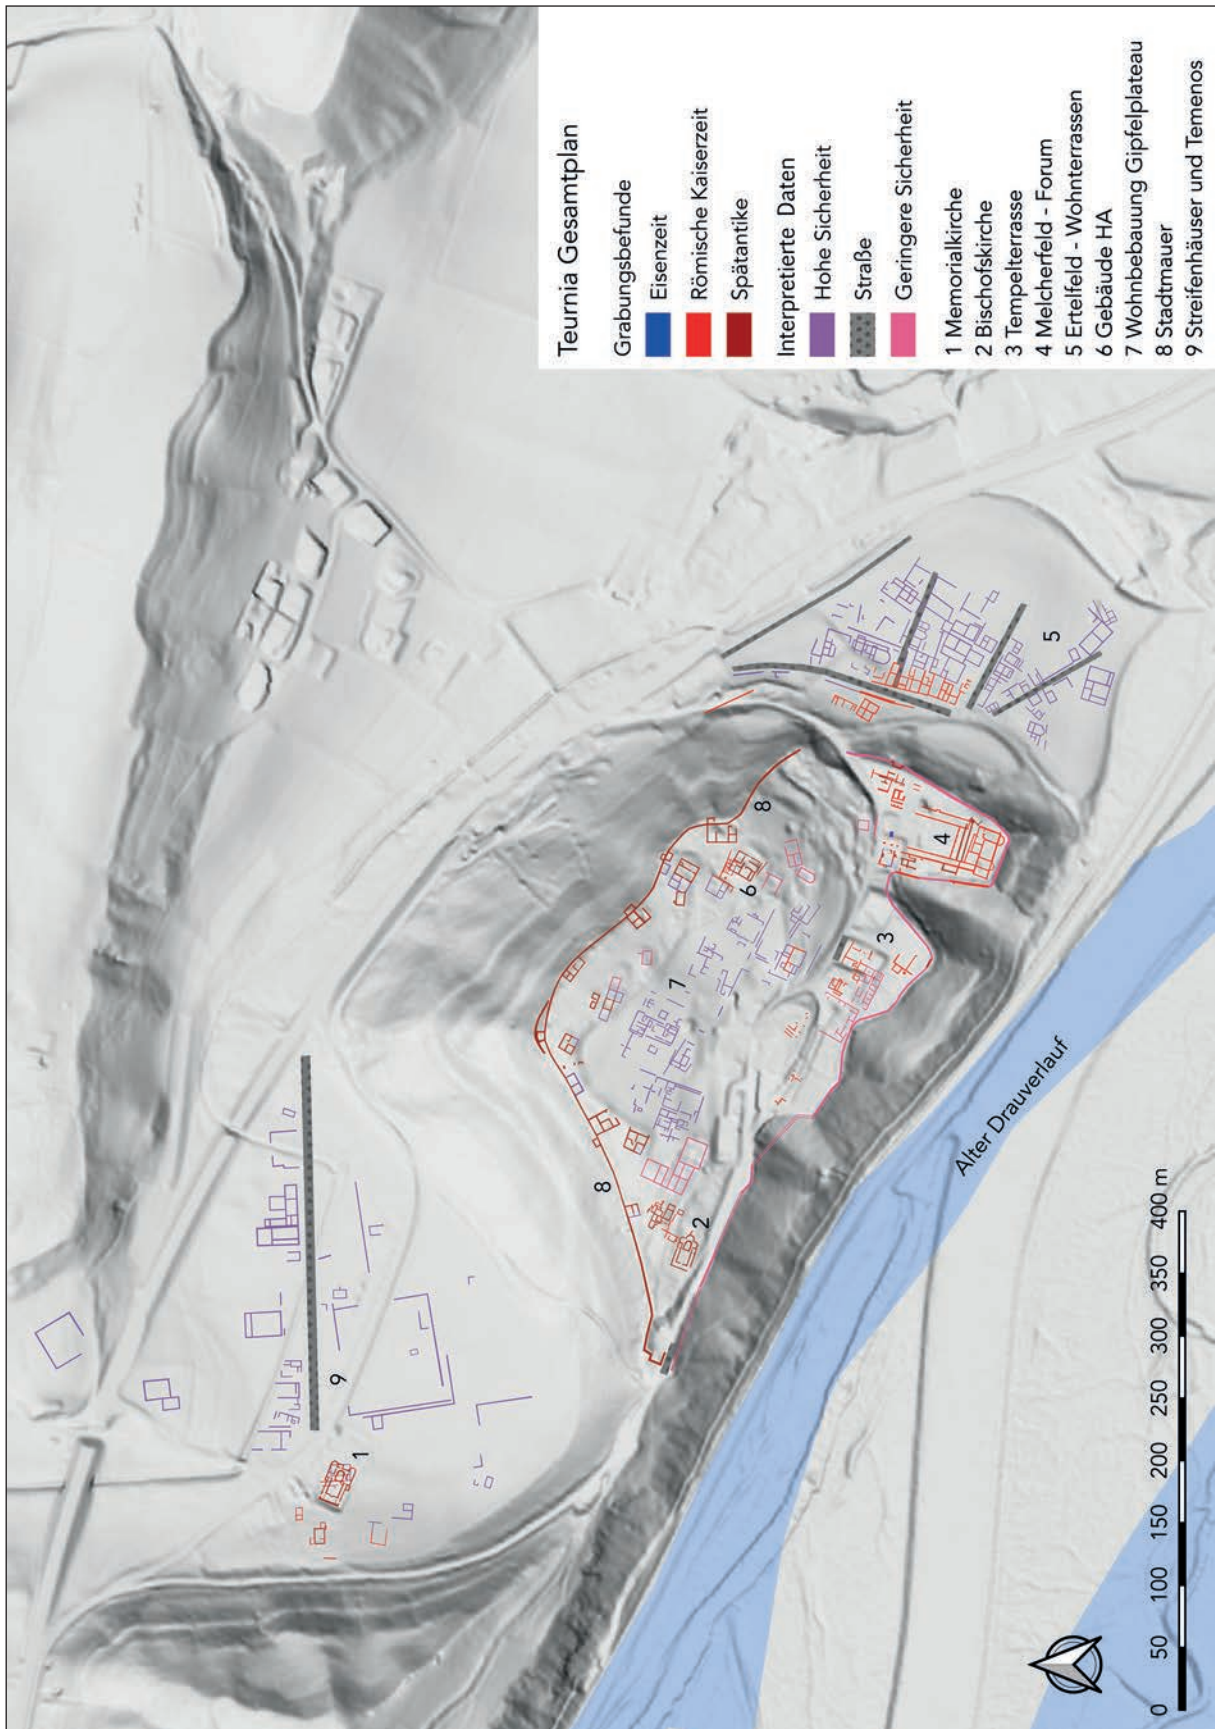 Teurnia Gesamtplan
Grabungsbefunde
Eisenzeit
Römische Kaiserzeit
Spätantike
Interpretierte Daten
Hohe Sicherheit
Straße
Geringere Sicherheit
1 Memorialkirche
2 Bischofskirche
3 Tempelterrasse
4 Melcherfeld - Forum
5 Ertelfeld - Wohnterrassen
6 Gebäude HA
7 Wohnbebauung Gipfelplateau
8 Stadtmauer
9 Streifenhäuser und Temenos
9
1
8
2
7
6
8
3
4
5
Alter Drauverlauf
0 50 100 150 200 250 300 350 400 m